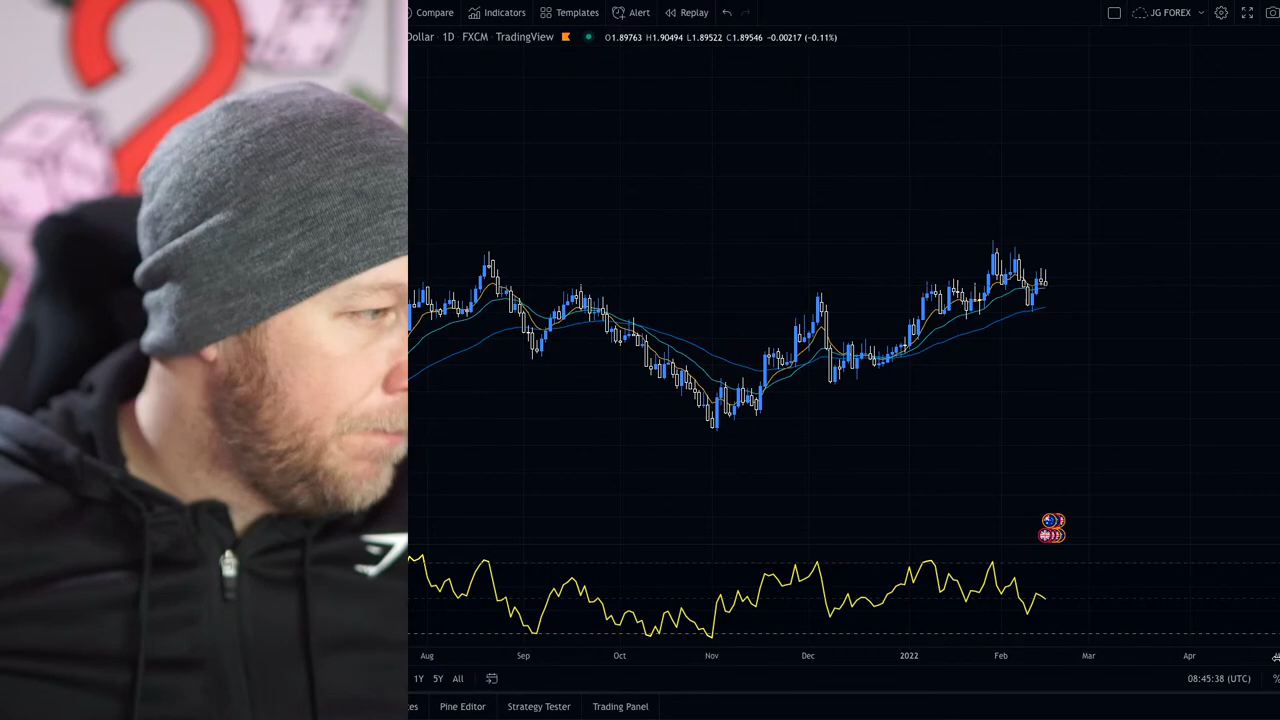 Compare Indicators Templates Alert Replay JG FOREX
Dollar · 1D · FXCM · TradingView O1.89763 H1.90494 L1.89522 C1.89546 -0.00217 (-0.11%)
Aug Sep Oct Nov Dec 2022 Feb Mar Apr
1Y 5Y All 08:45:38 (UTC) %
tes Pine Editor Strategy Tester Trading Panel